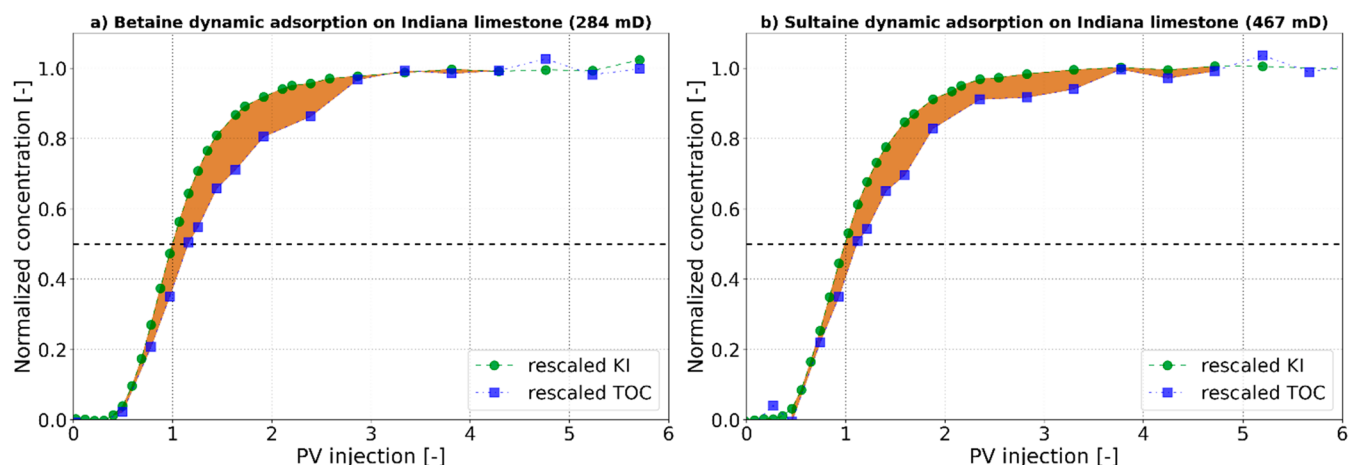 a) Betaine dynamic adsorption on Indiana limestone (284 mD)
Normalized concentration [-]
1.0
0.8
0.6
0.4
0.2
0.0
rescaled KI
rescaled TOC
0 1 2 3 4 5 6
PV injection [-]
b) Sultaine dynamic adsorption on Indiana limestone (467 mD)
Normalized concentration [-]
1.0
0.8
0.6
0.4
0.2
0.0
rescaled KI
rescaled TOC
0 1 2 3 4 5 6
PV injection [-]